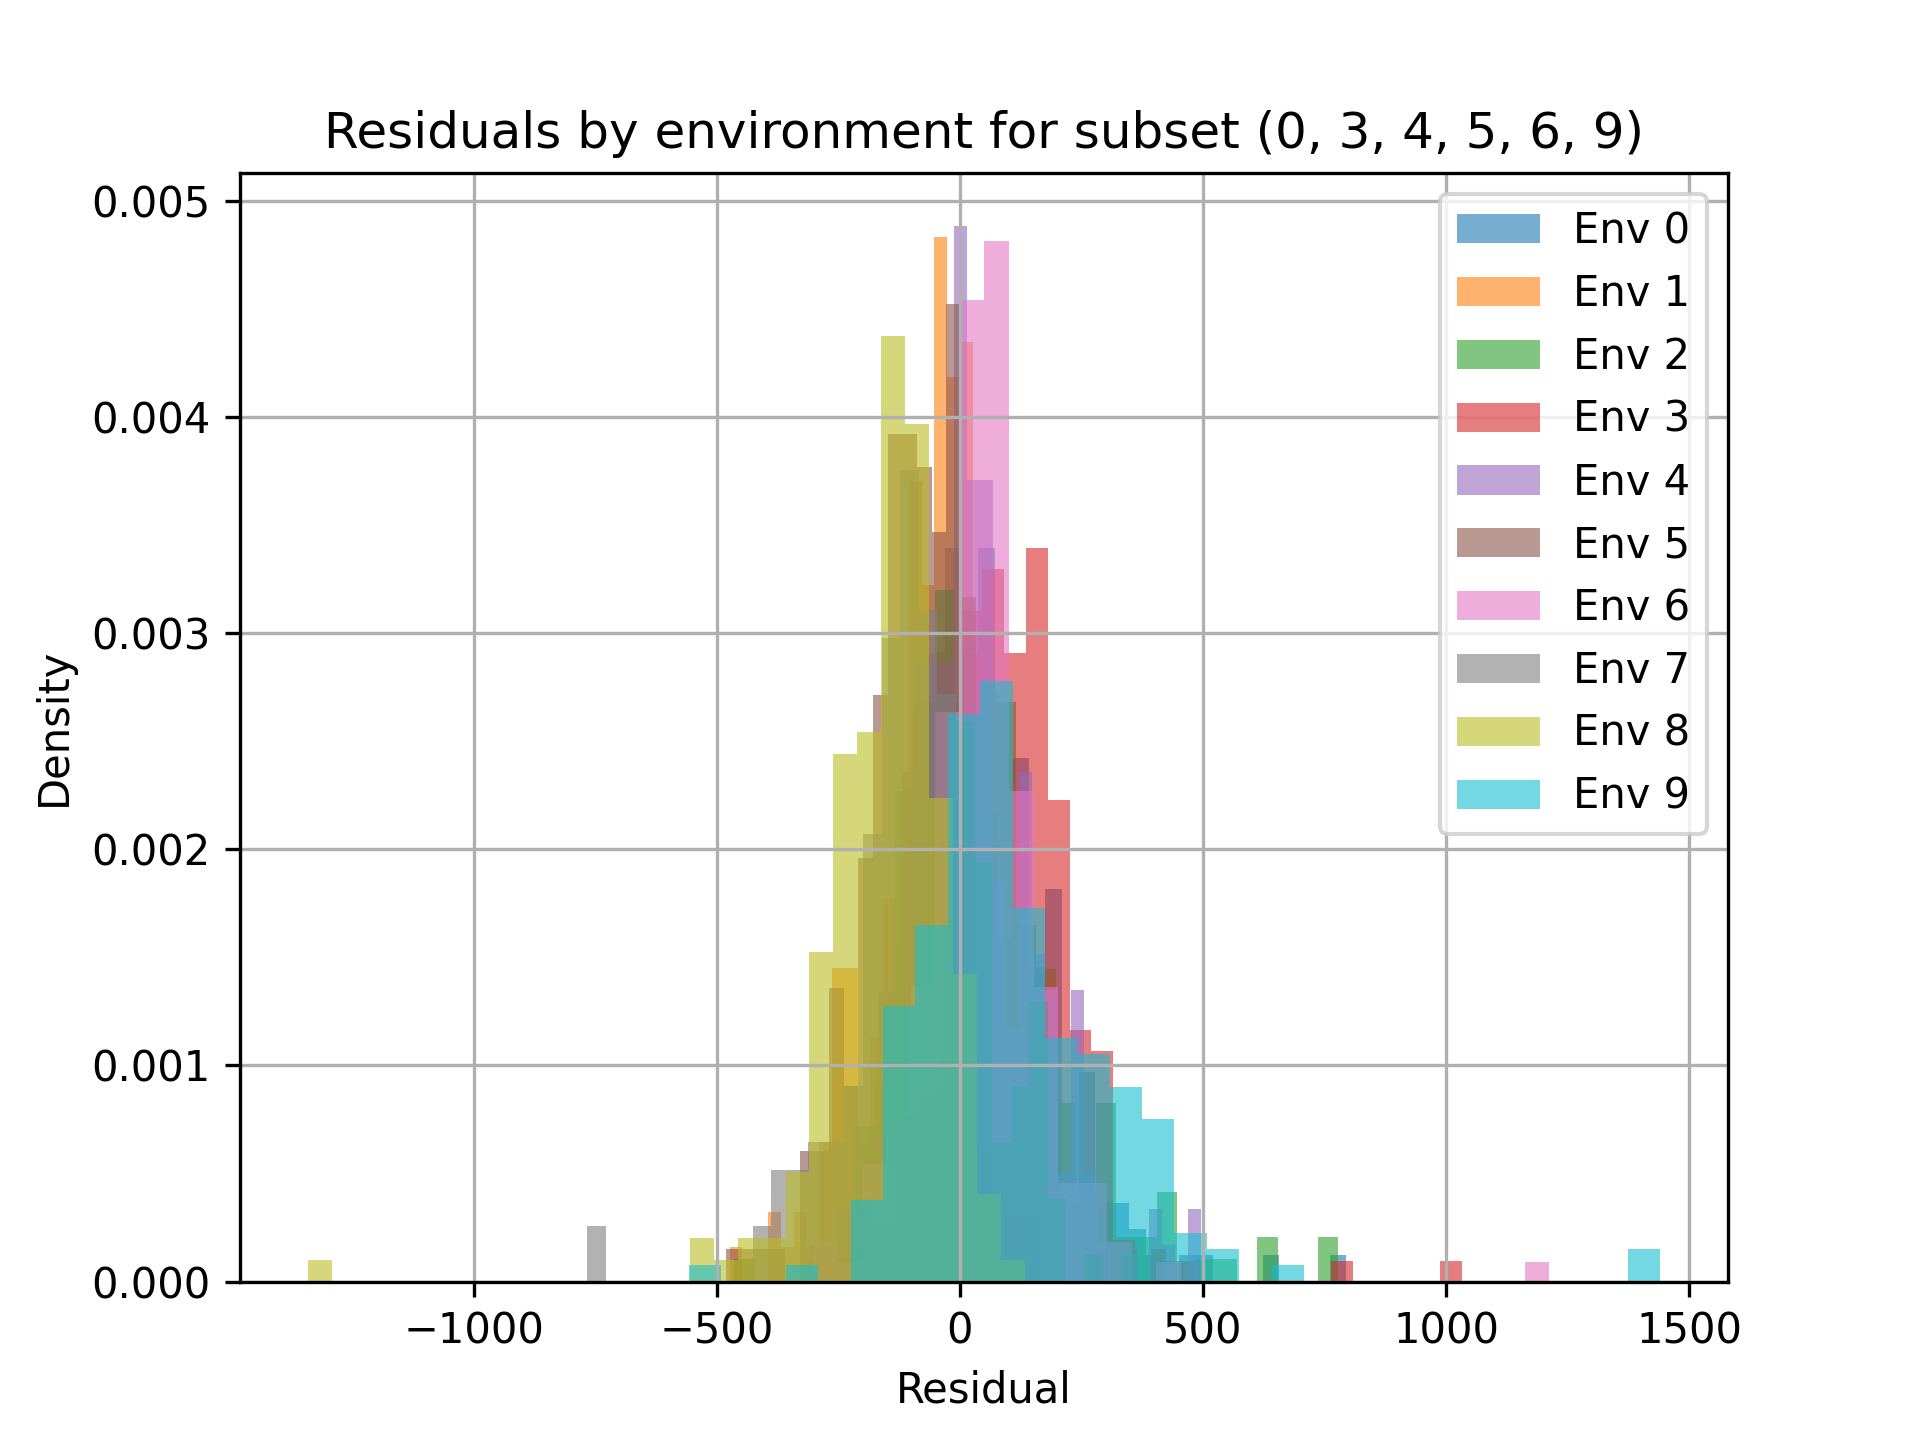 Residuals by environment for subset (0, 3, 4, 5, 6, 9)
0.005
0.004
0.003
0.002
0.001
0.000
Density
−1000
−500
0
500
1000
1500
Residual
Env 0
Env 1
Env 2
Env 3
Env 4
Env 5
Env 6
Env 7
Env 8
Env 9